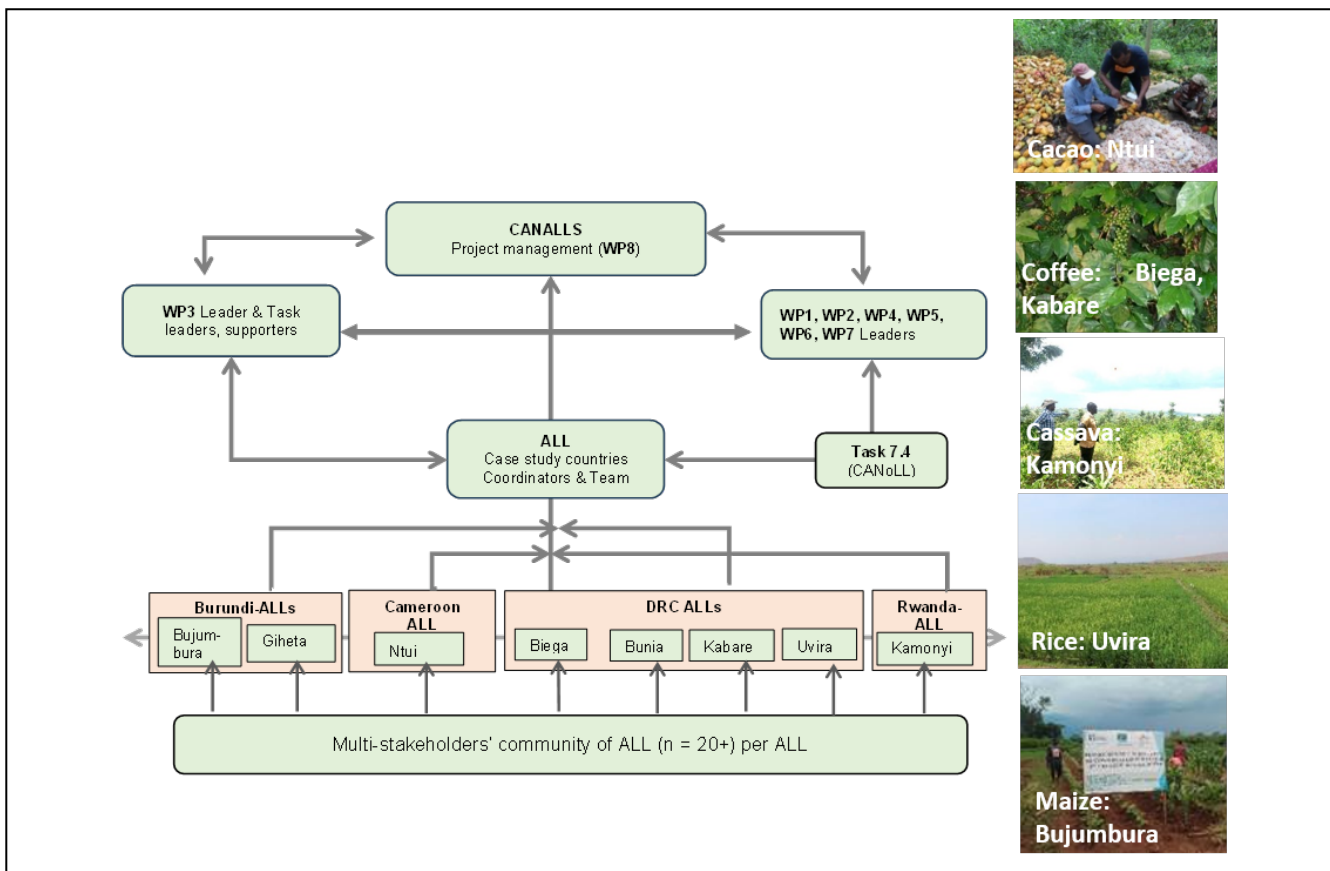 CANALLS
Project management (WP8)
WP3 Leader & Task
leaders, supporters
WP1, WP2, WP4, WP5,
WP6, WP7 Leaders
ALL
Case study countries
Coordinators & Team
Task 7.4
(CANoLL)
Burundi-ALLs
Bujum-
bura
Giheta
Cameroon
ALL
Ntui
DRC ALLs
Biega
Bunia
Kabare
Uvira
Rwanda-
ALL
Kamonyi
Multi-stakeholders' community of ALL (n = 20+) per ALL
Cacao: Ntui
Coffee: Biega,
Kabare
Cassava:
Kamonyi
Rice: Uvira
Maize:
Bujumbura